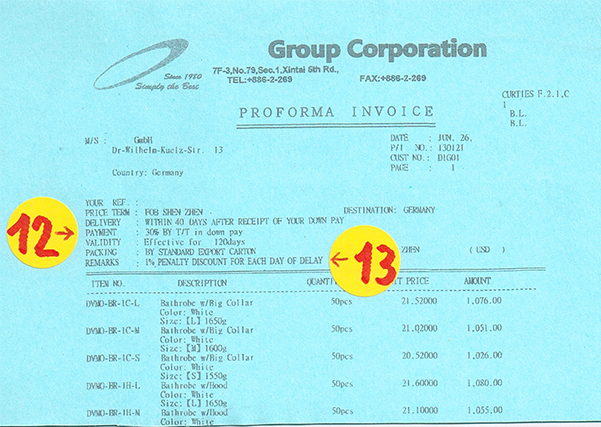 Group Corporation
Since 1980
Simply the Best
7F-3,No.79,Sec.1,Xintai 5th Rd.,
TEL:+886-2-269 FAX:+886-2-269
CURTIES F.2.1.C
1
B.L.
B.L.
PROFORMA INVOICE
M/S : GmbH
Dr-Wilhelm-Kuelz-Str. 13
Country: Germany
DATE : JUN. 26,
P/I NO.: 130121
CUST NO.: DIG01
PAGE : 1
YOUR REF. :
PRICE TERM : FOB SHEN ZHEN DESTINATION: GERMANY
DELIVERY : WITHIN 40 DAYS AFTER RECEIPT OF YOUR DOWN PAY
12→ PAYMENT : 30% BY T/T in down pay
VALIDITY : Effective for 120days
PACKING : BY STANDARD EXPORT CARTON ZHEN (USD )
REMARKS : 1% PENALTY DISCOUNT FOR EACH DAY OF DELAY ←13
ITEM NO. DESCRIPTION QUANT IT PRICE AMOUNT
DVMO-BR-1C-L Bathrobe w/Big Collar 50pcs 21.52000 1,076.00
Color: White
Size:【L】1650g
DVMO-BR-1C-M Bathrobe w/Big Collar 50pcs 21.02000 1,051.00
Color: White
Size:【M】1600g
DVMO-BR-1C-S Bathrobe w/Big Collar 50pcs 20.52000 1,026.00
Color: White
Size:【S】1550g
DVMO-BR-1H-L Bathrobe w/Hood 50pcs 21.60000 1,080.00
Color: White
Size:【L】1650g
DVMO-BR-1H-M Bathrobe w/Hood 50pcs 21.10000 1,055.00
Color: White